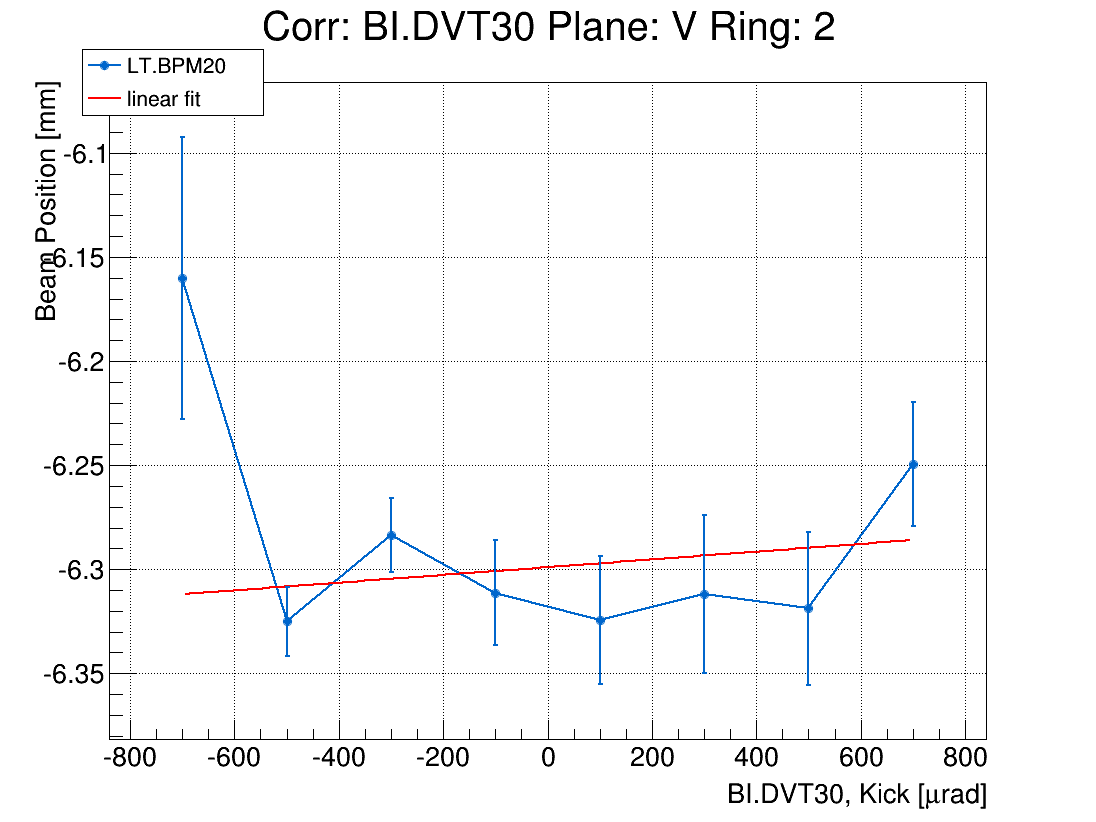 Corr: BI.DVT30 Plane: V Ring: 2
LT.BPM20
linear fit
Beam Position [mm]
-6.1
-6.15
-6.2
-6.25
-6.3
-6.35
-800 -600 -400 -200 0 200 400 600 800
BI.DVT30, Kick [μrad]